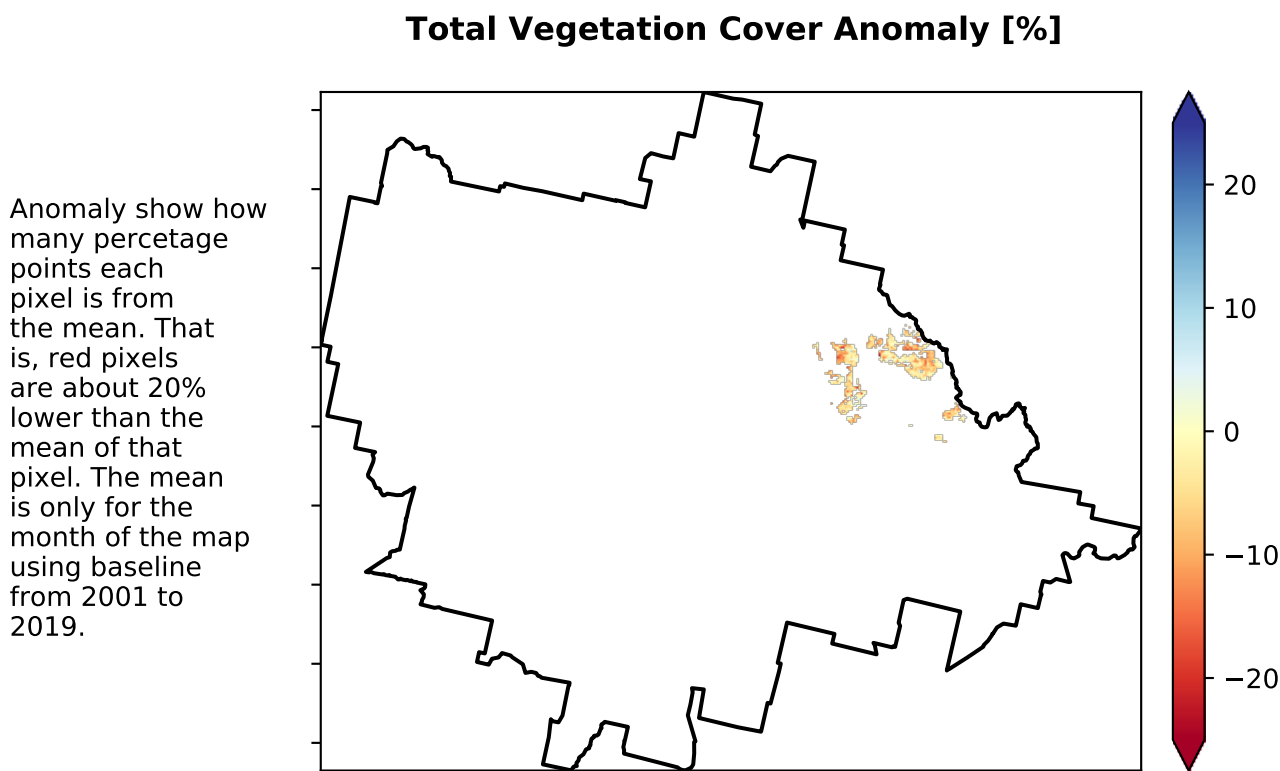 Total Vegetation Cover Anomaly [%]
Anomaly show how
many percetage
points each
pixel is from
the mean. That
is, red pixels
are about 20%
lower than the
mean of that
pixel. The mean
is only for the
month of the map
using baseline
from 2001 to
2019.
20
10
0
−10
−20